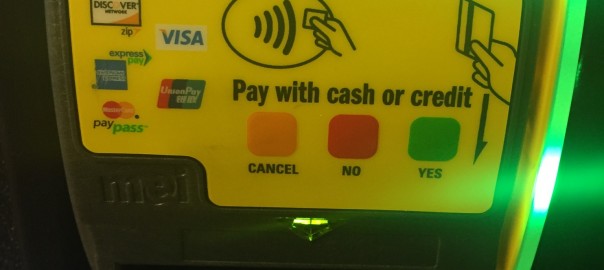 DISCOVER
NETWORK
zip
VISA
express
pay
UnionPay
银联
MasterCard
paypass
Pay with cash or credit
CANCEL
NO
YES
mei